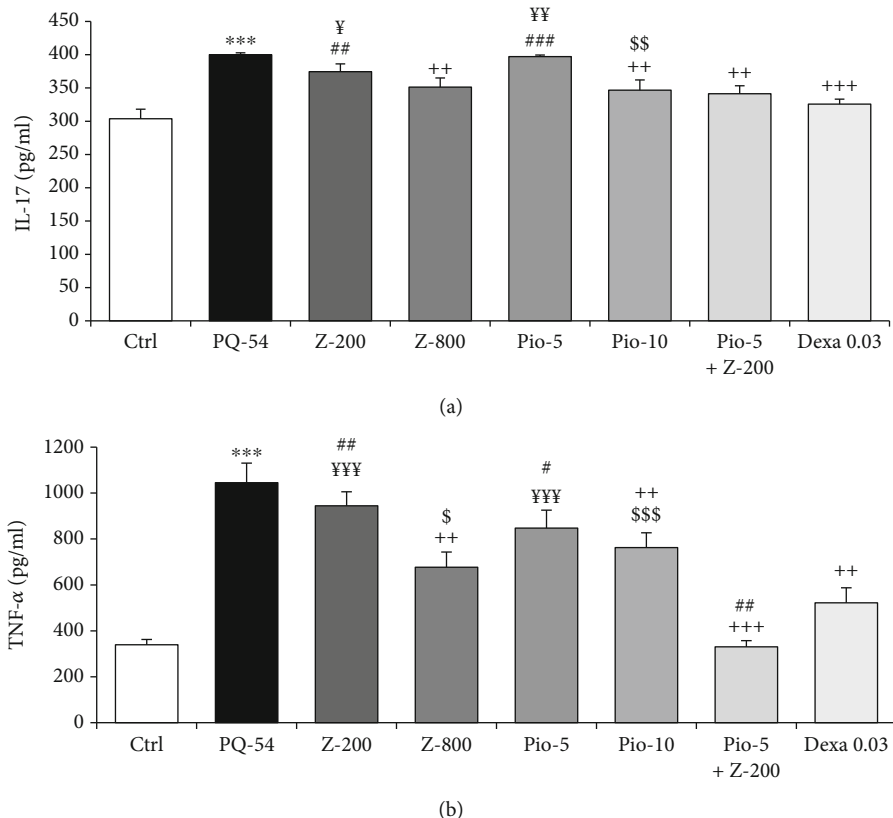 450
400
350
300
250
200
150
100
50
0
IL-17 (pg/ml)
***
¥
##
++
¥¥
###
$$
++
++
+++
Ctrl
PQ-54
Z-200
Z-800
Pio-5
Pio-10
Pio-5
+ Z-200
Dexa 0.03
(a)
1200
1000
800
600
400
200
0
TNF-α (pg/ml)
***
##
¥¥¥
$
++
#
¥¥¥
++
$$$
##
+++
++
Ctrl
PQ-54
Z-200
Z-800
Pio-5
Pio-10
Pio-5
+ Z-200
Dexa 0.03
(b)